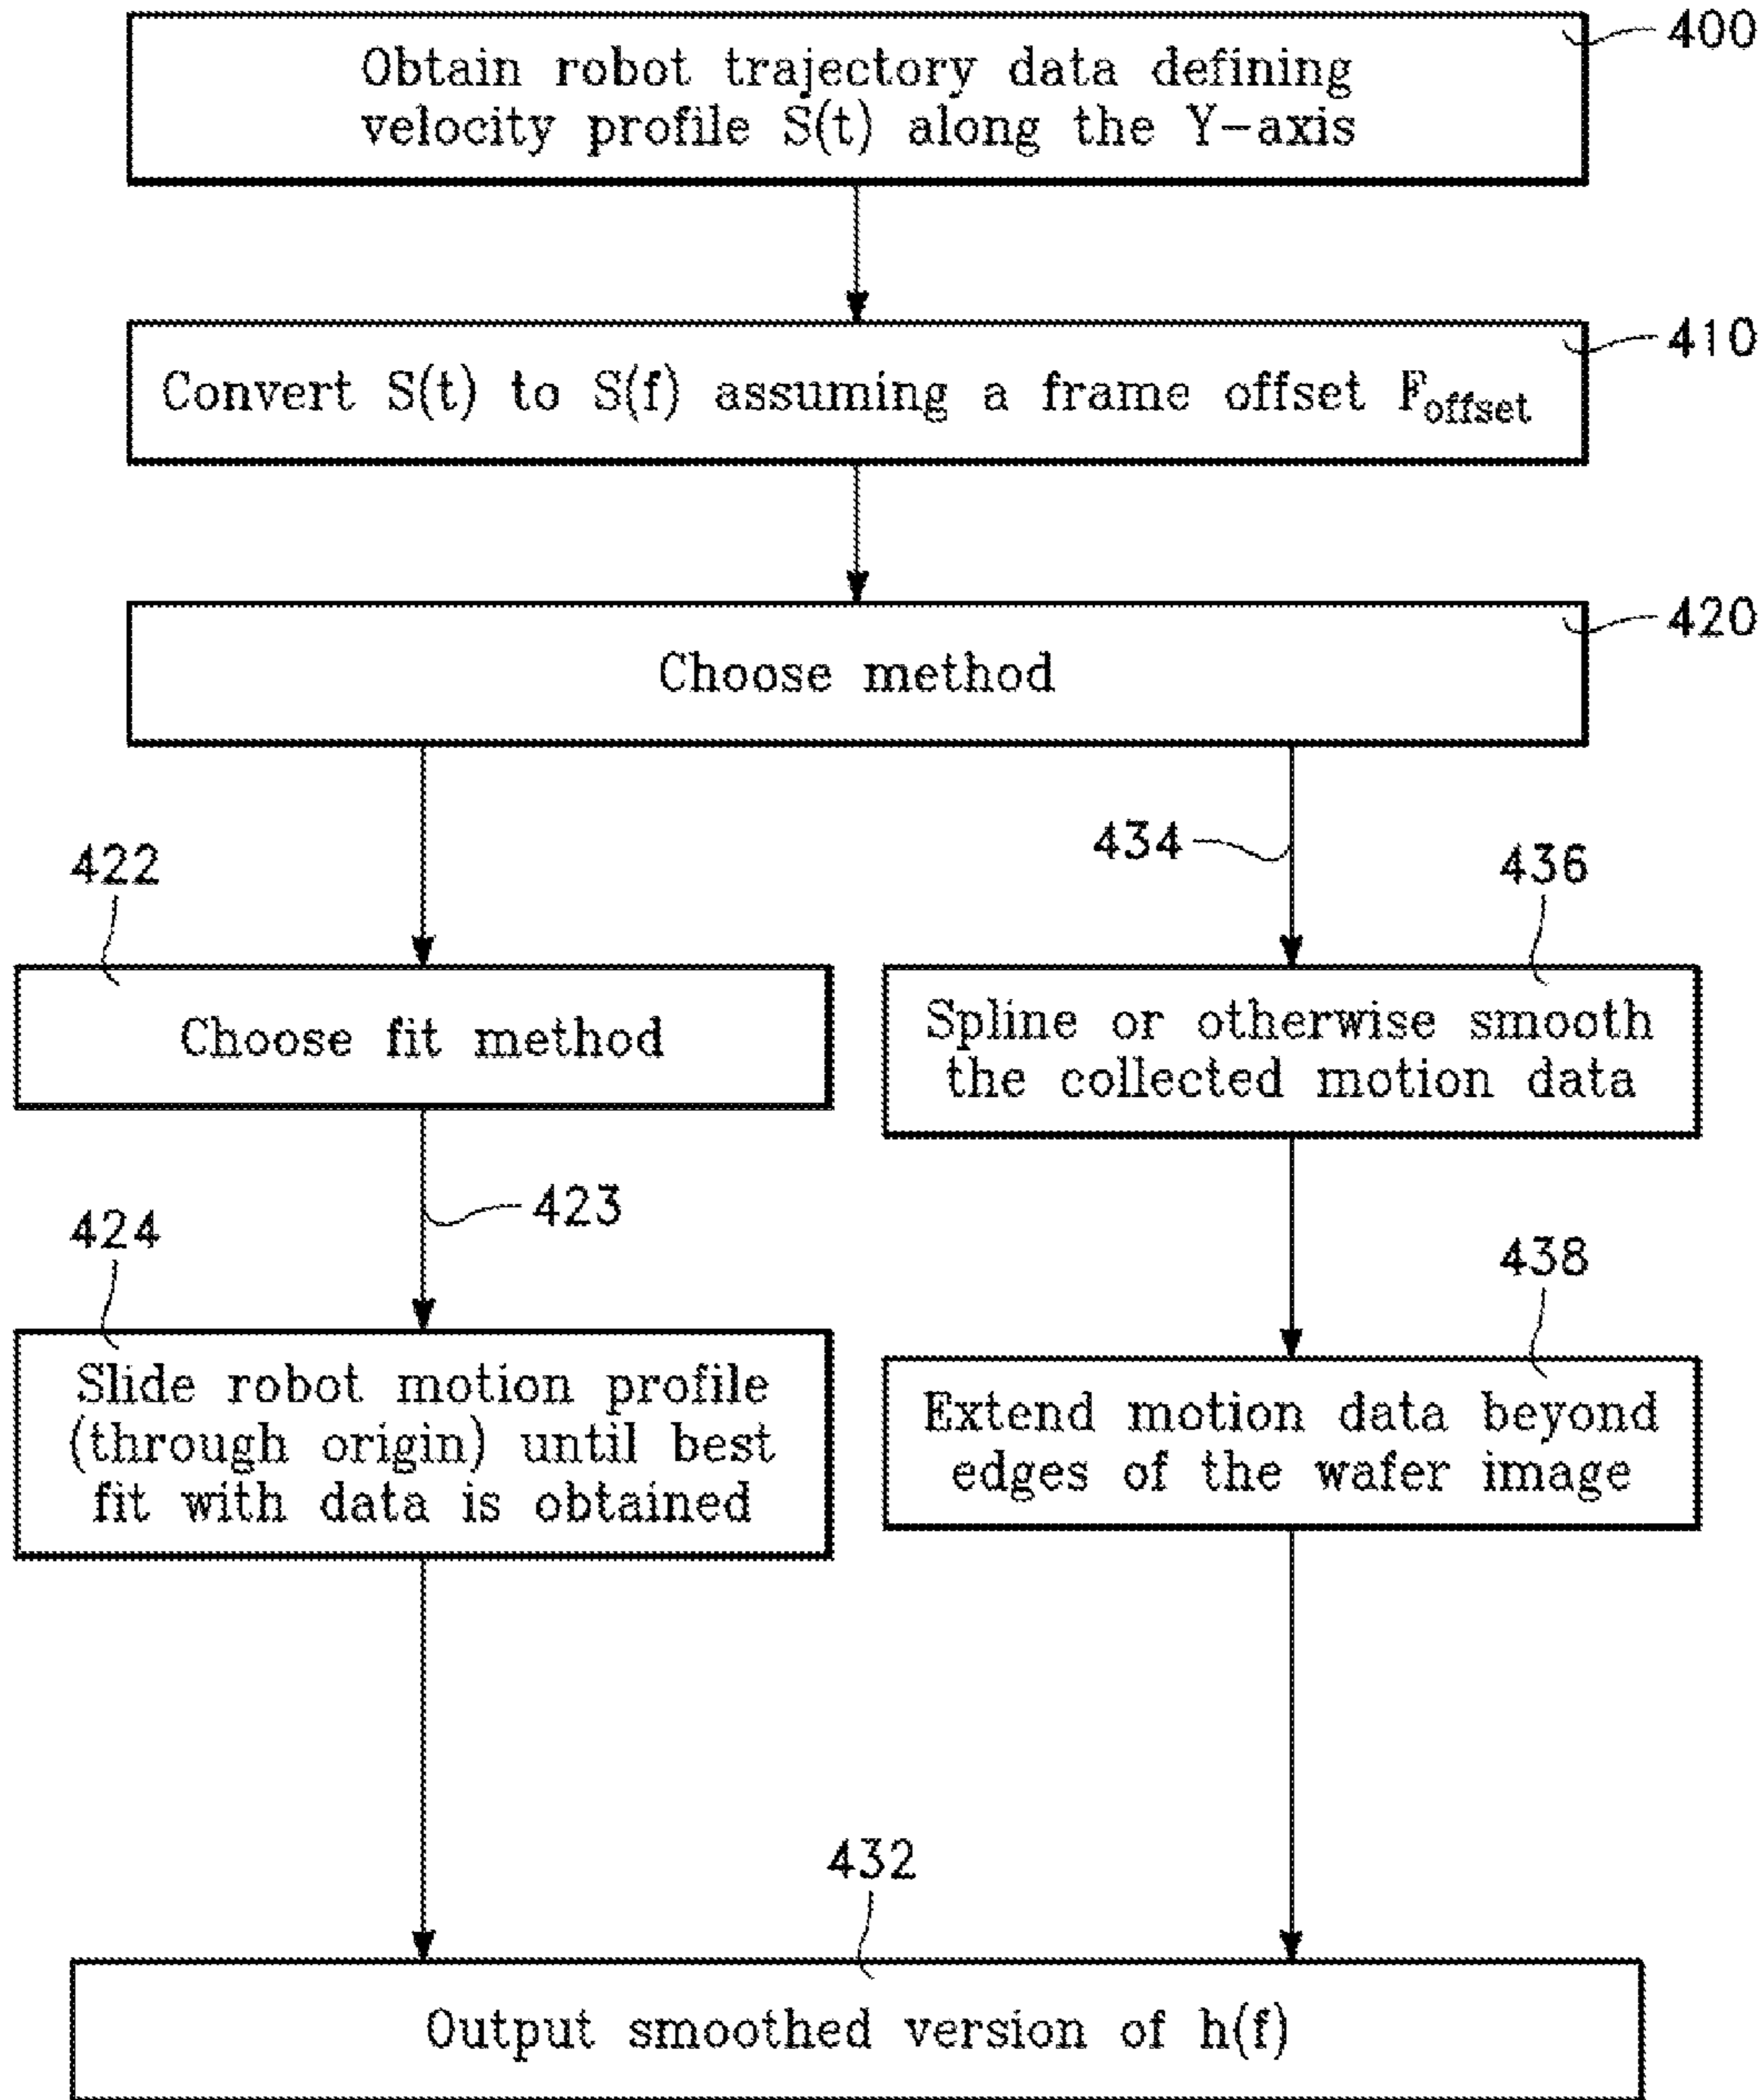 400
Obtain robot trajectory data defining
velocity profile S(t) along the Y-axis
410
Convert S(t) to S(f) assuming a frame offset Foffset
420
Choose method
422
Choose fit method
434
436
Spline or otherwise smooth
the collected motion data
423
424
Slide robot motion profile
(through origin) until best
fit with data is obtained
438
Extend motion data beyond
edges of the wafer image
432
Output smoothed version of h(f)